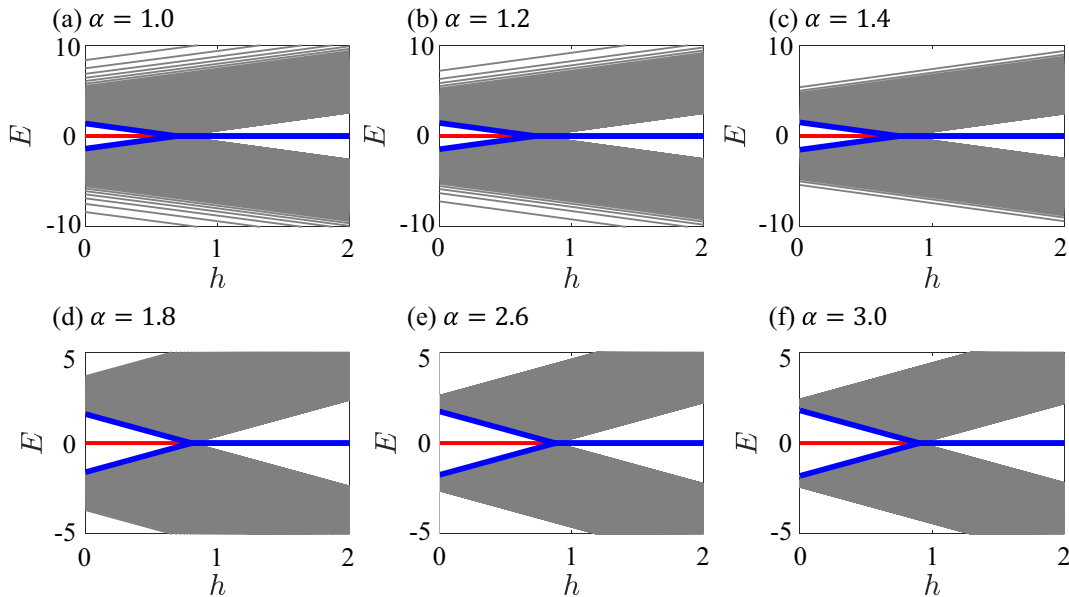 (a) α = 1.0 (b) α = 1.2 (c) α = 1.4
10 10 10
E 0 E 0 E 0
-10 -10 -10
0 1 2 0 1 2 0 1 2
h h h
(d) α = 1.8 (e) α = 2.6 (f) α = 3.0
5 5 5
E 0 E 0 E 0
-5 -5 -5
0 1 2 0 1 2 0 1 2
h h h